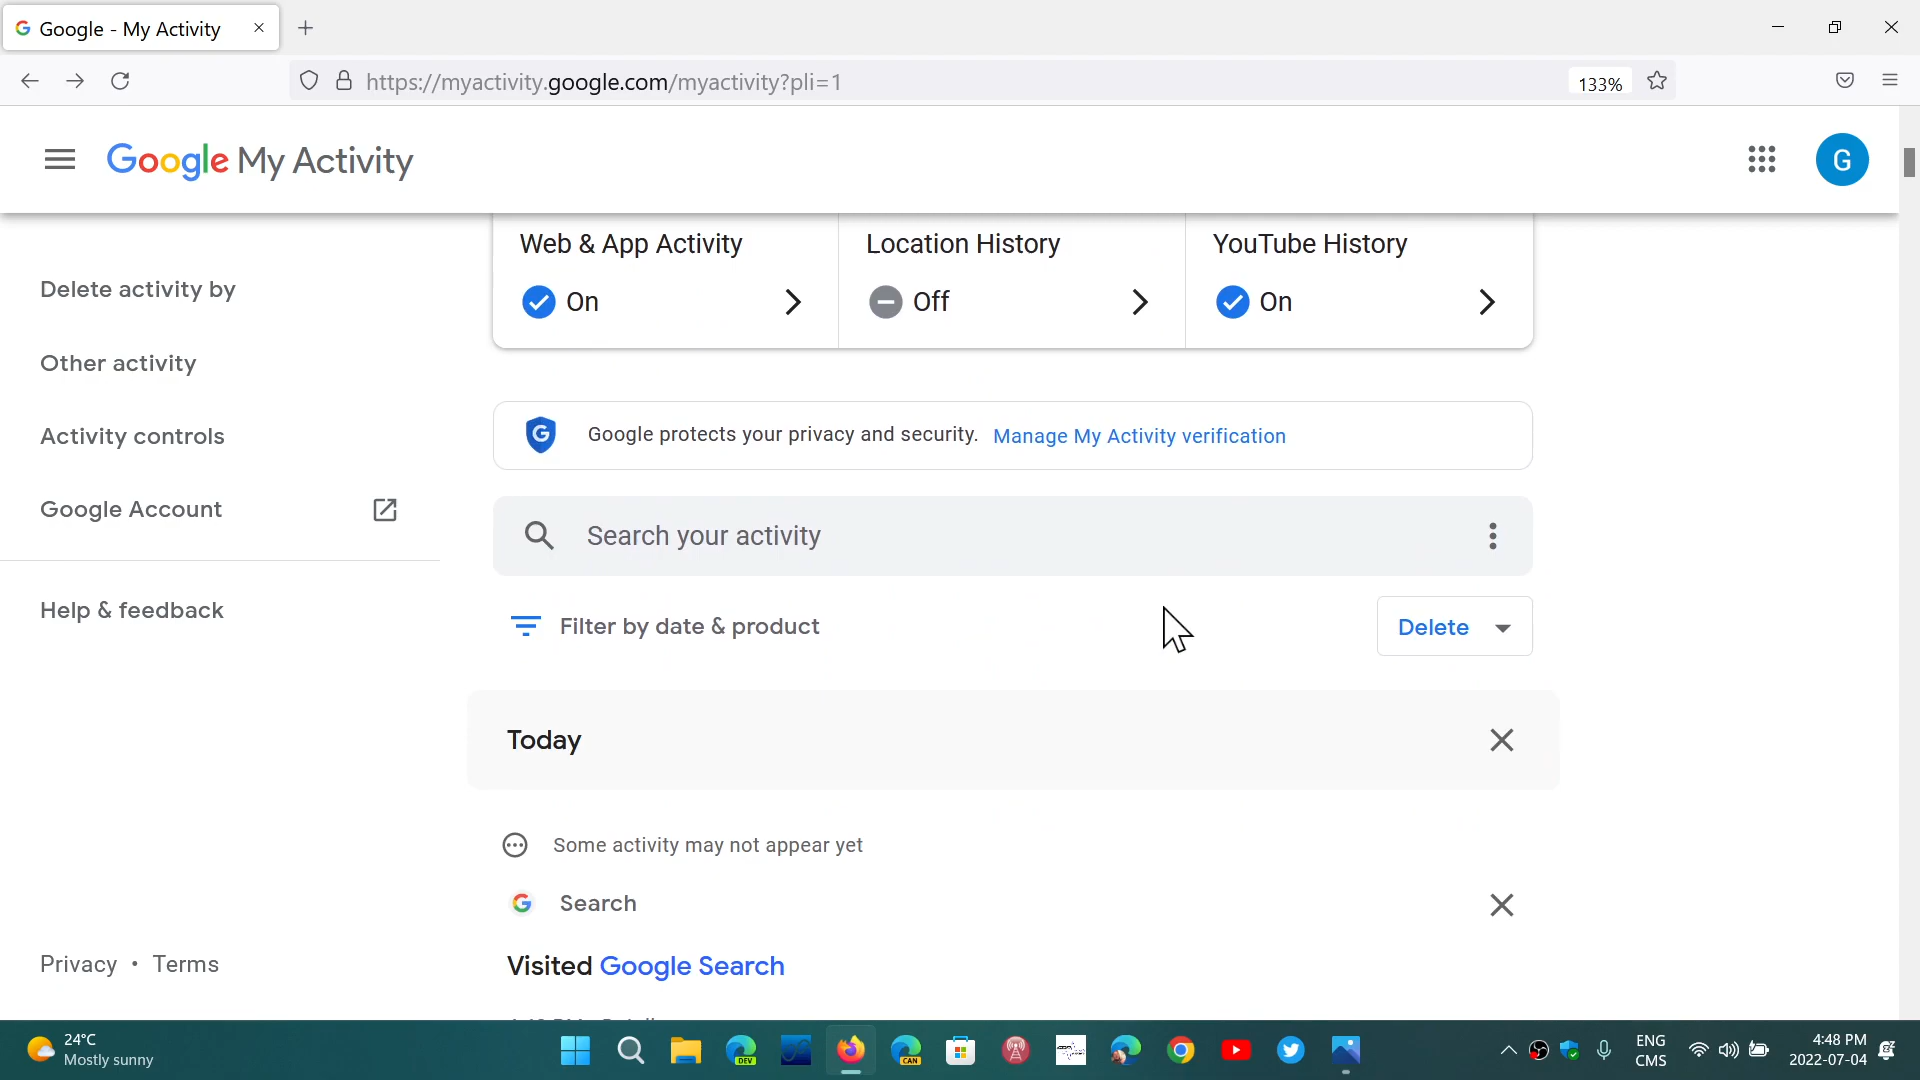 Google - My Activity
https://myactivity.google.com/myactivity?pli=1
133%
Google My Activity
G
Web & App Activity
On
Location History
Off
YouTube History
On
Delete activity by
Other activity
Activity controls
Google Account
Help & feedback
G
Google protects your privacy and security. Manage My Activity verification
Search your activity
Filter by date & product
Delete
Today
Some activity may not appear yet
G
Search
Visited Google Search
Privacy • Terms
24°C
Mostly sunny
DEV
CAN
ENG
CMS
4:48 PM
2022-07-04